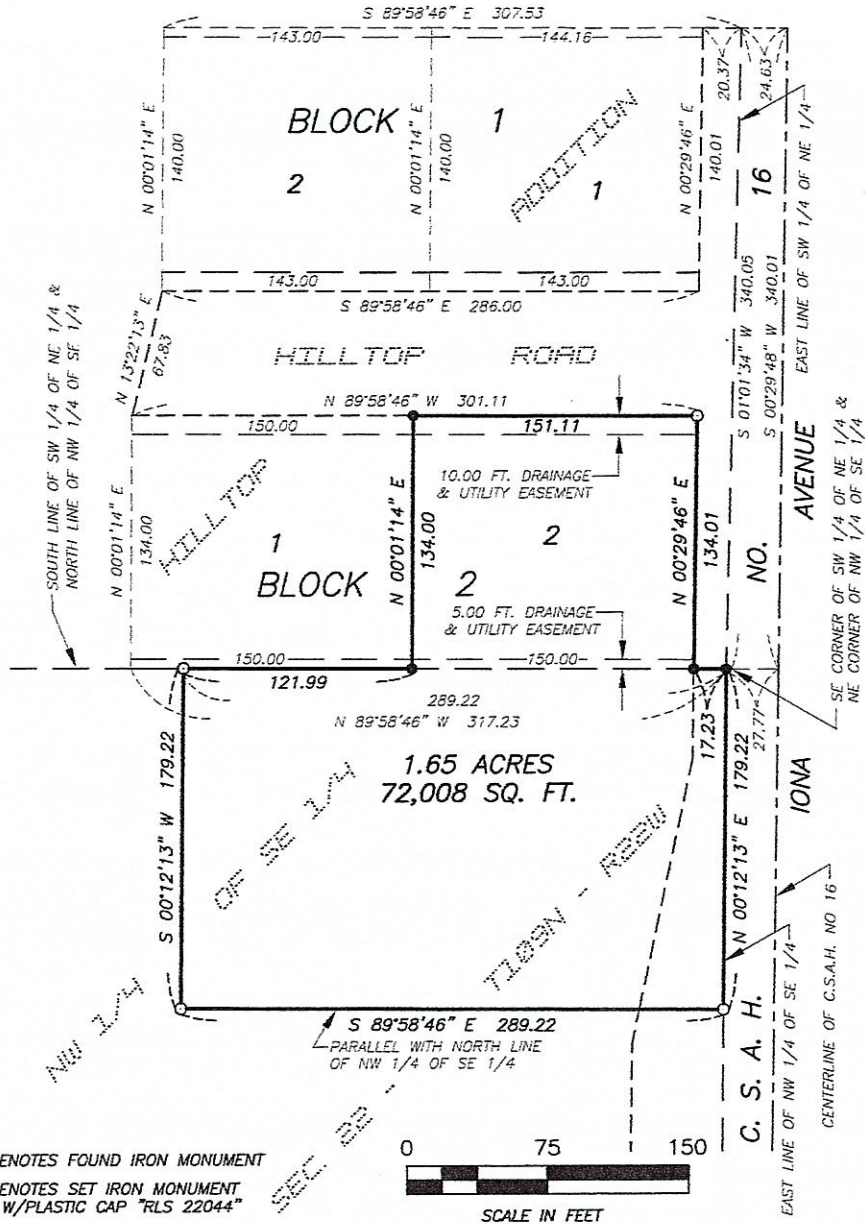 S 89°58'46" E 307.53
143.00
144.16
20.37
24.63
N 00°01'14" E
140.00
BLOCK 1
2
N 00°01'14" E
140.00
ADDITION
1
N 00°29'46" E
140.01
16
EAST LINE OF SW 1/4 OF NE 1/4
143.00
143.00
S 89°58'46" E 286.00
S 01°01'34" W 340.05
S 00°29'48" W 340.01
SOUTH LINE OF SW 1/4 OF NE 1/4 &
NORTH LINE OF NW 1/4 OF SE 1/4
N 13°22'13" E
67.83
HILLTOP ROAD
N 89°58'46" W 301.11
150.00
151.11
10.00 FT. DRAINAGE
& UTILITY EASEMENT
AVENUE
N 00°01'14" E
134.00
HILLTOP
1
BLOCK 2
N 00°01'14" E
134.00
2
N 00°29'46" E
134.01
NO.
5.00 FT. DRAINAGE
& UTILITY EASEMENT
SE CORNER OF SW 1/4 OF NE 1/4 &
NE CORNER OF NW 1/4 OF SE 1/4
150.00
150.00
121.99
289.22
N 89°58'46" W 317.23
17.23
27.77
1.65 ACRES
72,008 SQ. FT.
S 00°12'13" W 179.22
N 00°12'13" E 179.22
IONA
NW 1/4
OF SE 1/4
SEC. 22 -
T109N - R22W
C. S. A. H.
EAST LINE OF NW 1/4 OF SE 1/4
CENTERLINE OF C.S.A.H. NO 16
S 89°58'46" E 289.22
PARALLEL WITH NORTH LINE
OF NW 1/4 OF SE 1/4
ENOTES FOUND IRON MONUMENT
ENOTES SET IRON MONUMENT
W/PLASTIC CAP "RLS 22044"
0 75 150
SCALE IN FEET